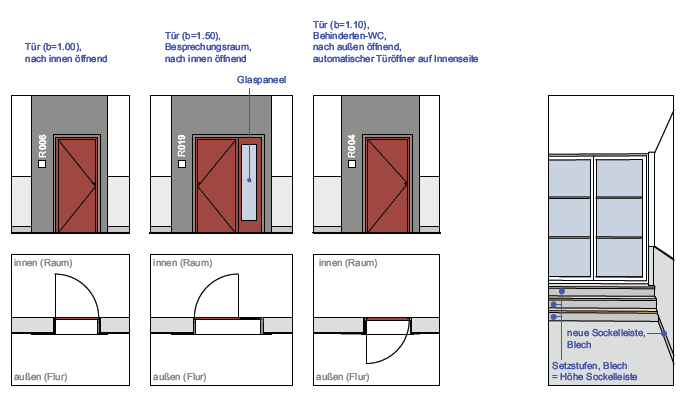 Tür (b=1.00),
nach innen öffnend
Tür (b=1.50),
Besprechungsraum,
nach innen öffnend
Tür (b=1.10),
Behinderten-WC,
nach außen öffnend,
automatischer Türöffner auf Innenseite
Glaspaneel
R006
R019
R004
innen (Raum)
außen (Flur)
innen (Raum)
außen (Flur)
innen (Raum)
außen (Flur)
neue Sockelleiste,
Blech
Setzstufen, Blech
= Höhe Sockelleiste